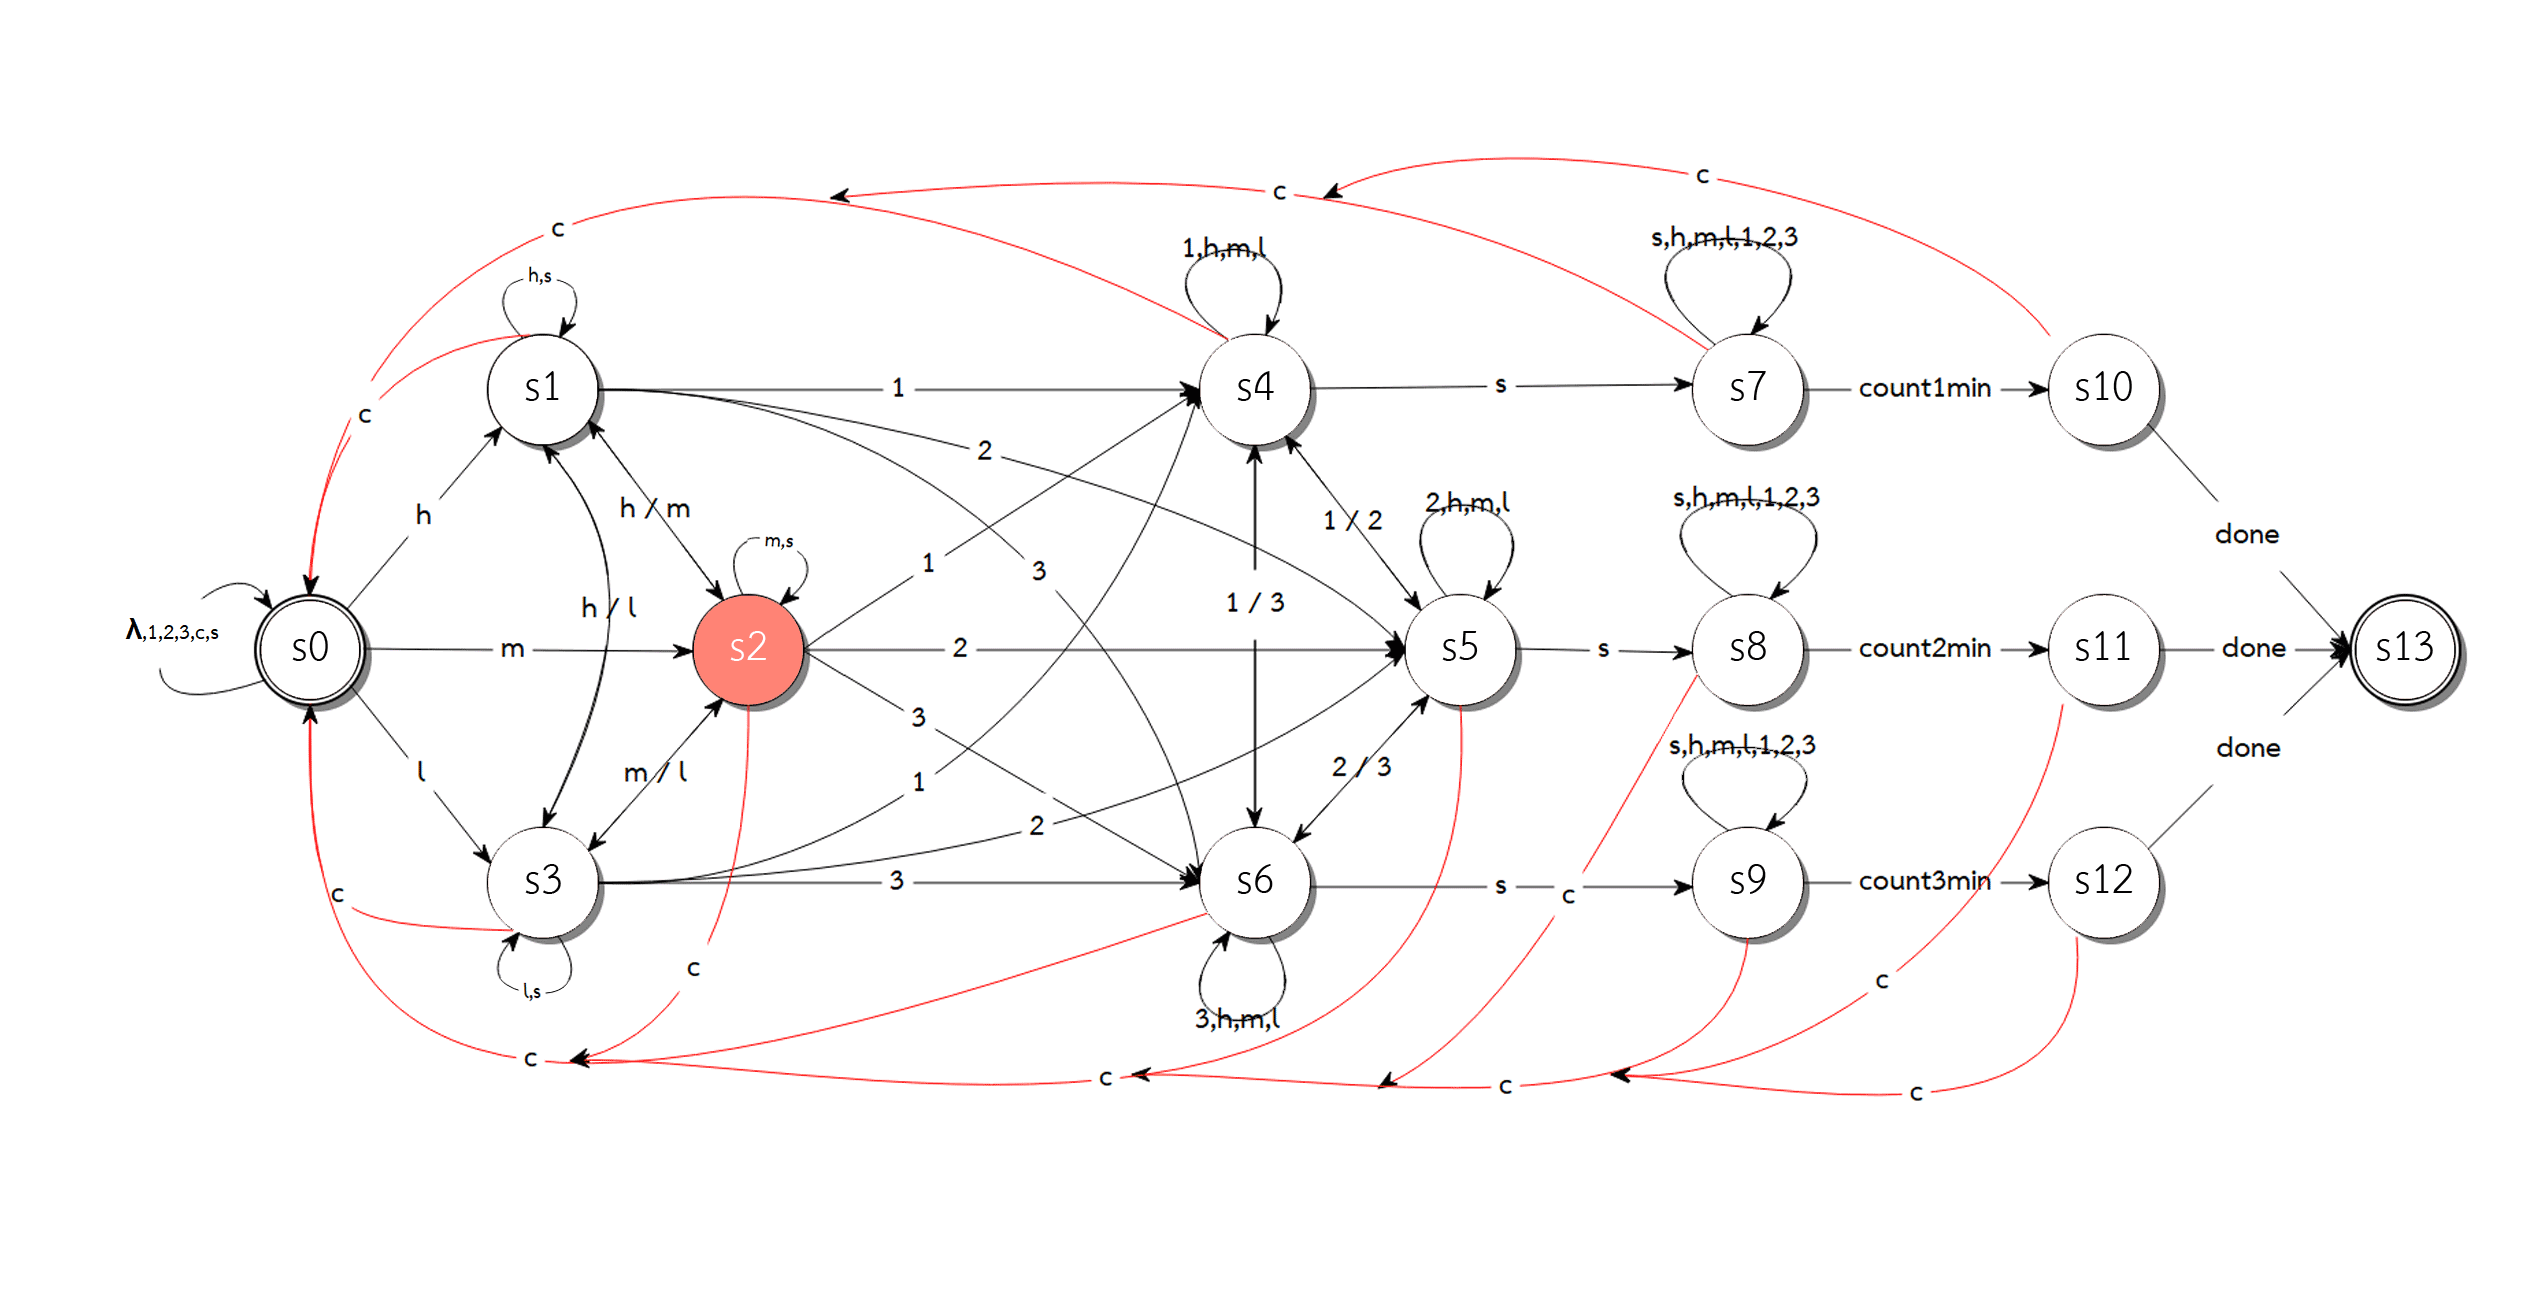 c
c
c
1,h,m,l
s,h,m,l,1,2,3
h,s
s1
1
s4
s
s7
count1min
s10
c
2
h
h / m
1 / 2
2,h,m,l
s,h,m,l,1,2,3
done
m,s
1
3
h / l
1 / 3
λ,1,2,3,c,s
s0
m
s2
2
s5
s
s8
count2min
s11
done
s13
3
l
m / l
1
2 / 3
s,h,m,l,1,2,3
done
2
s3
3
s6
s
c
s9
count3min
s12
c
c
l,s
c
3,h,m,l
c
c
c
c